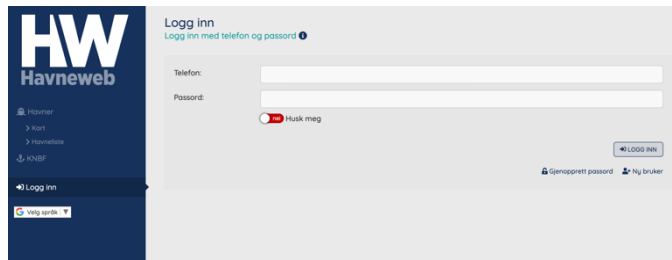 HW
Havneweb
Havner
Kart
Havneliste
KNBF
Logg inn
Velg språk
Logg inn
Logg inn med telefon og passord
Telefon:
Passord:
nei Husk meg
LOGG INN
Gjenopprett passord Ny bruker